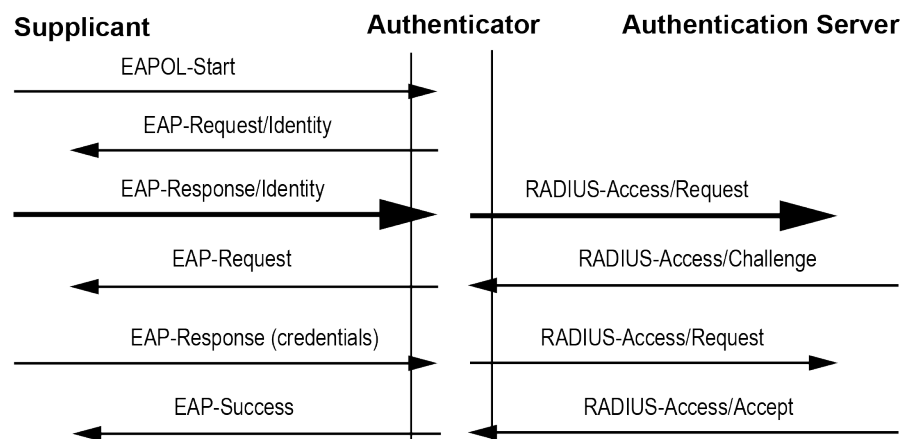 Supplicant Authenticator Authentication Server
EAPOL-Start
EAP-Request/Identity
EAP-Response/Identity RADIUS-Access/Request
EAP-Request RADIUS-Access/Challenge
EAP-Response (credentials) RADIUS-Access/Request
EAP-Success RADIUS-Access/Accept